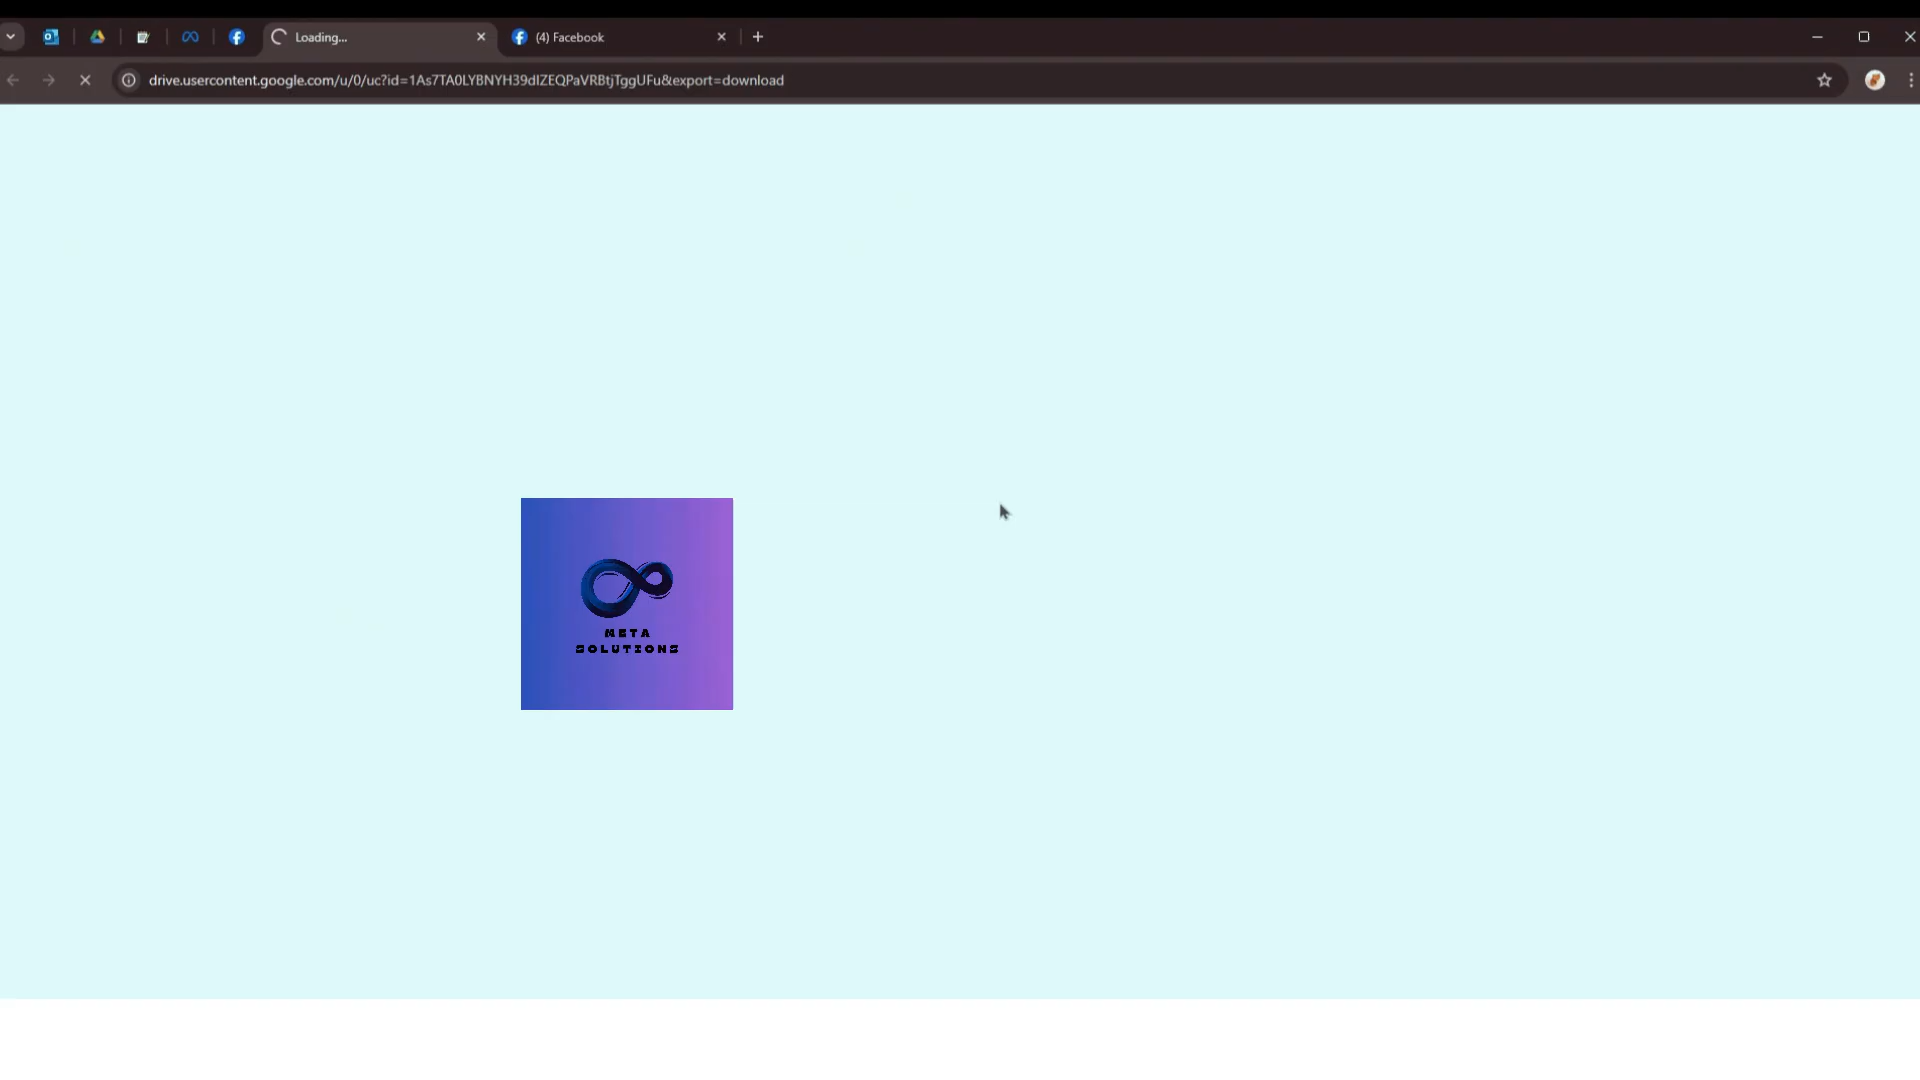 Loading...
(4) Facebook
drive.usercontent.google.com/u/0/uc?id=1As7TA0LYBNYH39dIZEQPaVRBtjTggUFu&export=download
META
SOLUTIONS